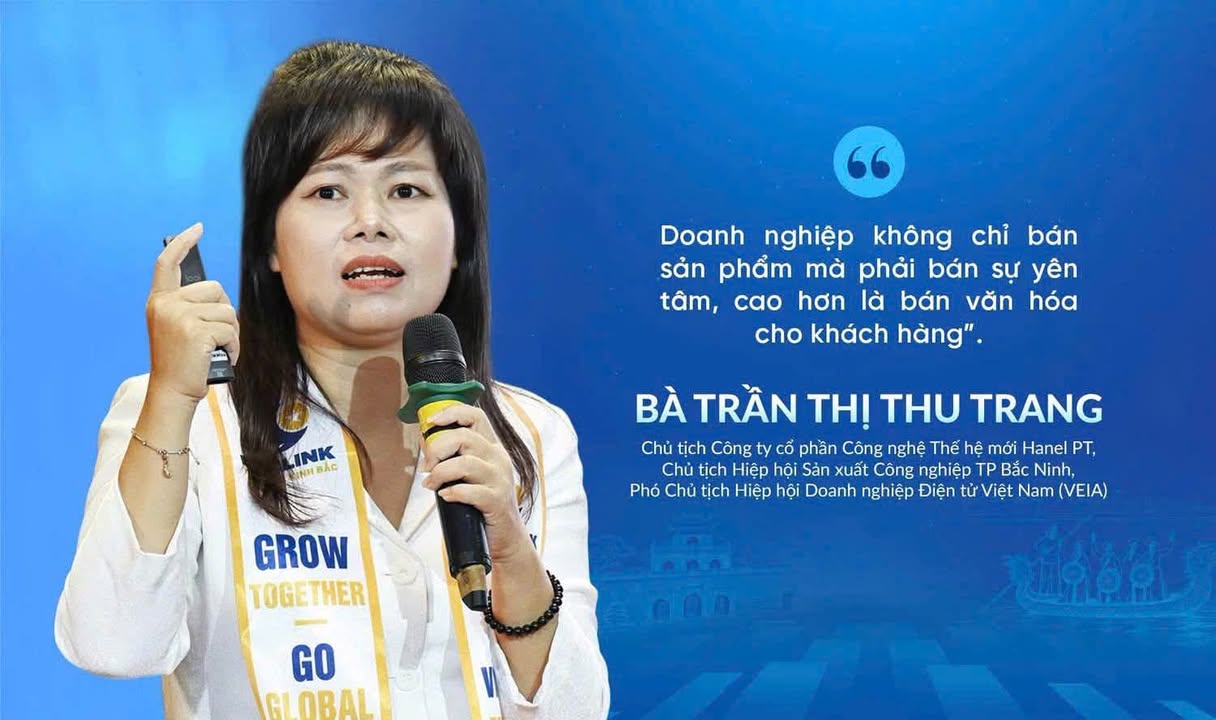 Doanh nghiệp không chỉ bán
sản phẩm mà phải bán sự yên
tâm, cao hơn là bán văn hóa
cho khách hàng”.
BÀ TRẦN THỊ THU TRANG
Chủ tịch Công ty cổ phần Công nghệ Thế hệ mới Hanel PT,
Chủ tịch Hiệp hội Sản xuất Công nghiệp TP Bắc Ninh,
Phó Chủ tịch Hiệp hội Doanh nghiệp Điện tử Việt Nam (VEIA)
LINK
BẮC
GROW
TOGETHER
GO
GLOBAL